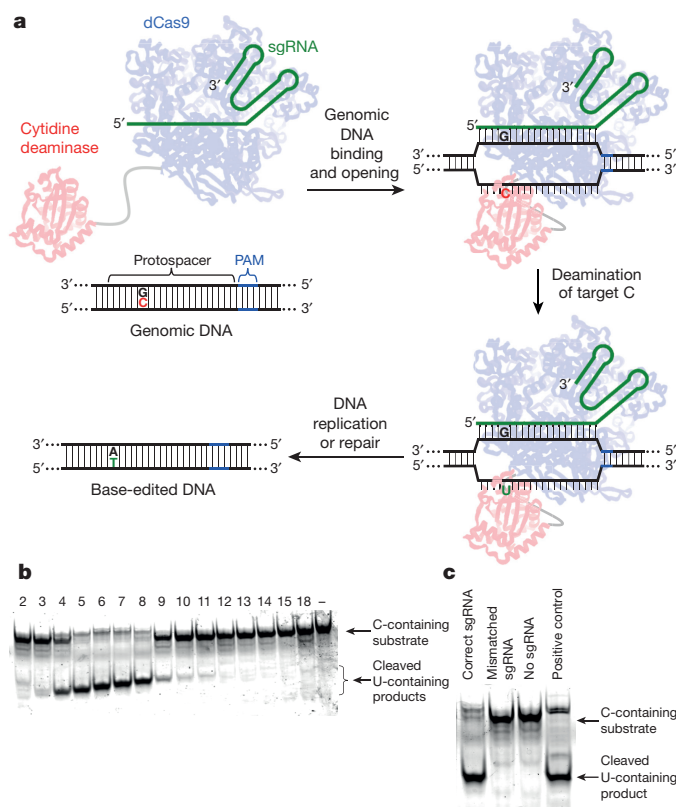 a
dCas9
sgRNA
3′
5′
Cytidine
deaminase
Genomic
DNA
binding
and opening
5′
G
3′
5′
5′
3′
C
Protospacer
PAM
3′
5′
G
C
5′
3′
Genomic DNA
Deamination
of target C
3′
5′
G
3′
5′
5′
3′
U
DNA
replication
or repair
3′
5′
A
T
5′
3′
Base-edited DNA
b
2 3 4 5 6 7 8 9 10 11 12 13 14 15 18 –
C-containing
substrate
Cleaved
U-containing
products
c
Correct sgRNA
Mismatched
sgRNA
No sgRNA
Positive control
C-containing
substrate
Cleaved
U-containing
product